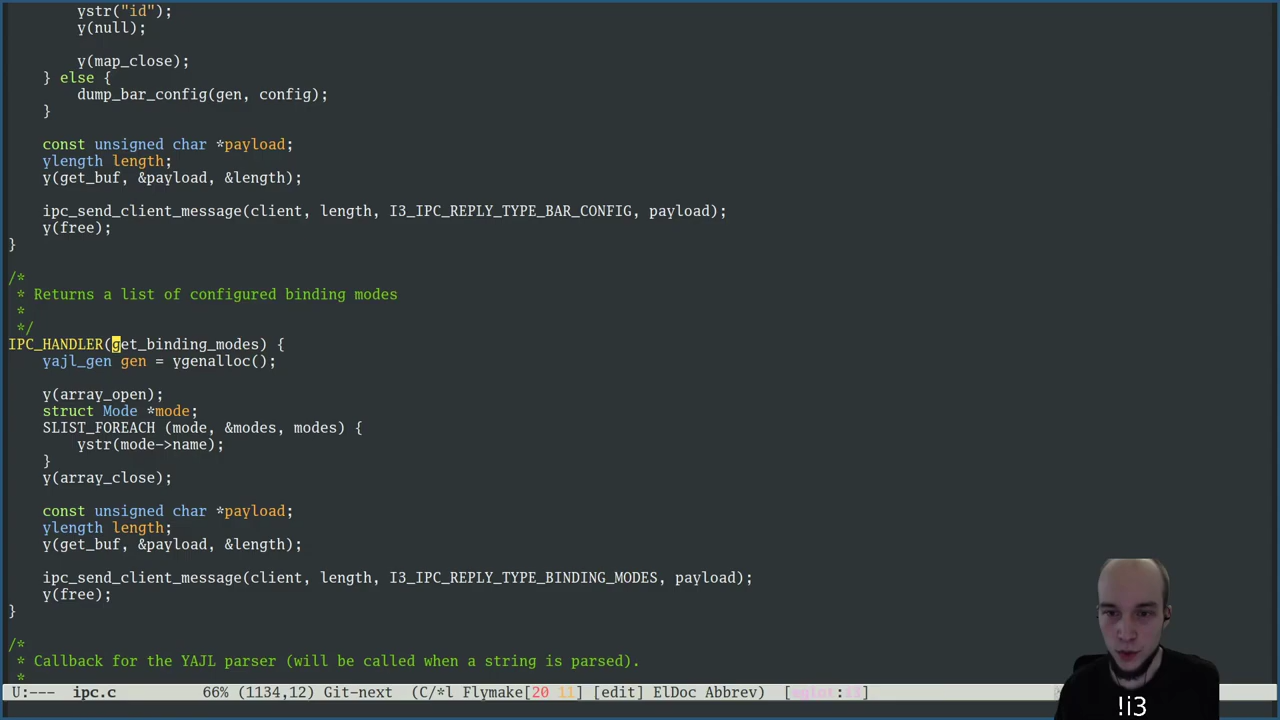 ystr("id");
        y(null);

        y(map_close);
    } else {
        dump_bar_config(gen, config);
    }

    const unsigned char *payload;
    ylength length;
    y(get_buf, &payload, &length);

    ipc_send_client_message(client, length, I3_IPC_REPLY_TYPE_BAR_CONFIG, payload);
    y(free);
}

/*
 * Returns a list of configured binding modes
 *
 */
IPC_HANDLER(get_binding_modes) {
    yajl_gen gen = ygenalloc();

    y(array_open);
    struct Mode *mode;
    SLIST_FOREACH (mode, &modes, modes) {
        ystr(mode->name);
    }
    y(array_close);

    const unsigned char *payload;
    ylength length;
    y(get_buf, &payload, &length);

    ipc_send_client_message(client, length, I3_IPC_REPLY_TYPE_BINDING_MODES, payload);
    y(free);
}

/*
 * Callback for the YAJL parser (will be called when a string is parsed).
 *
U:--- ipc.c 66% (1134,12) Git-next (C/*l Flymake[20 11] [edit] ElDoc Abbrev) [eglot:i3]
!i3